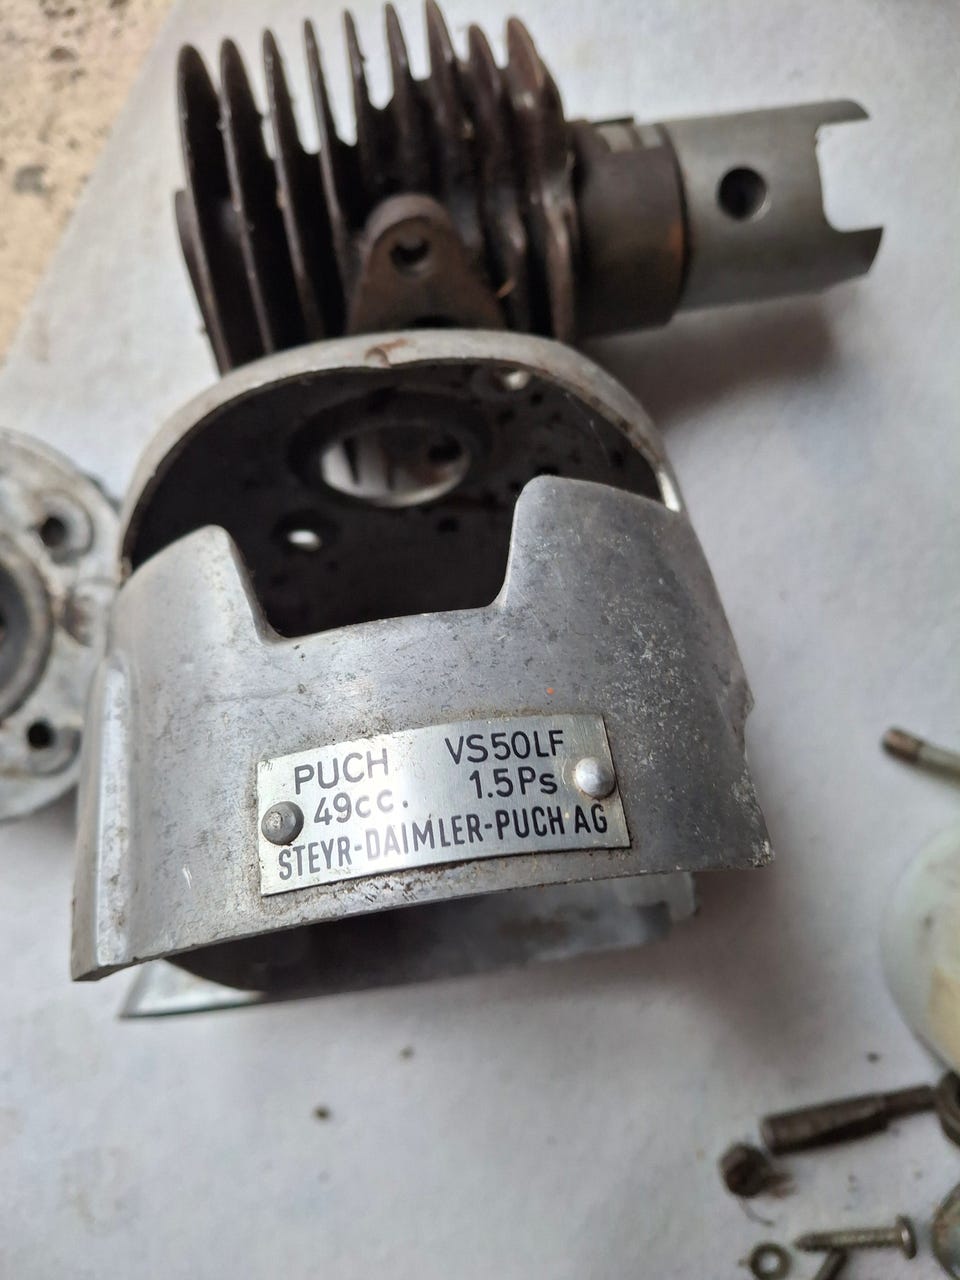 PUCH VS50LF
49cc. 1.5Ps
STEYR-DAIMLER-PUCH AG